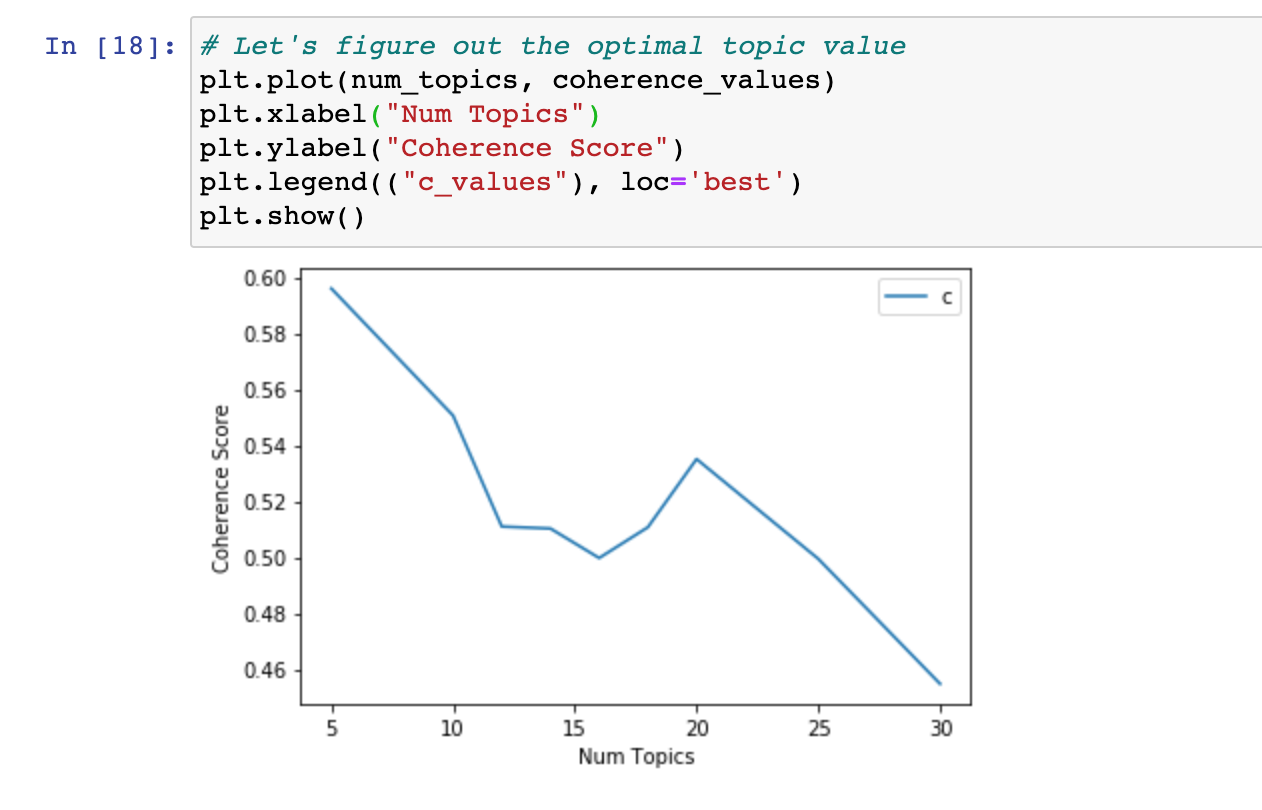 In [18]: # Let's figure out the optimal topic value
plt.plot(num_topics, coherence_values)
plt.xlabel("Num Topics")
plt.ylabel("Coherence Score")
plt.legend(("c_values"), loc='best')
plt.show()
c
0.60
0.58
0.56
0.54
0.52
0.50
0.48
0.46
Coherence Score
5 10 15 20 25 30
Num Topics